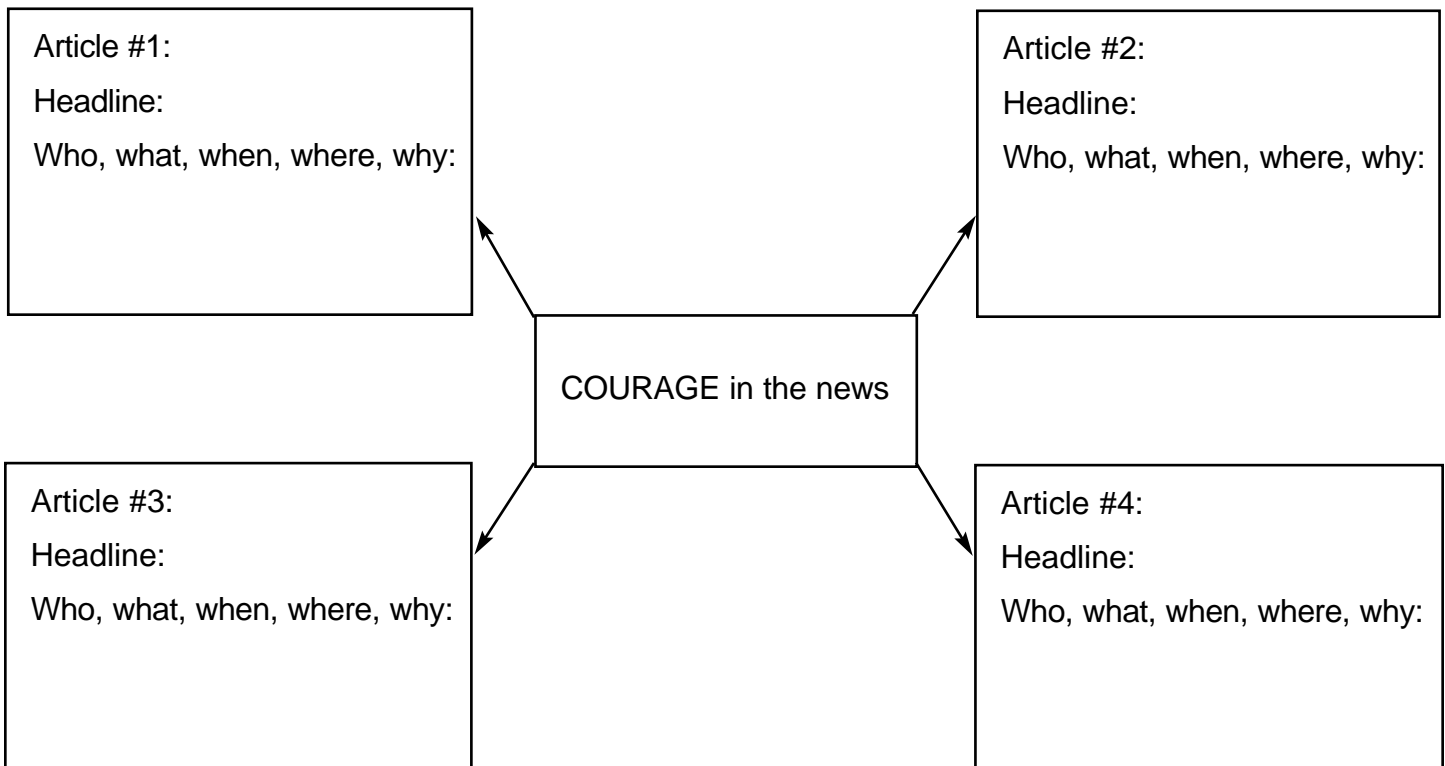 Article #1:
Headline:
Who, what, when, where, why:
Article #2:
Headline:
Who, what, when, where, why:
COURAGE in the news
Article #3:
Headline:
Who, what, when, where, why:
Article #4:
Headline:
Who, what, when, where, why: